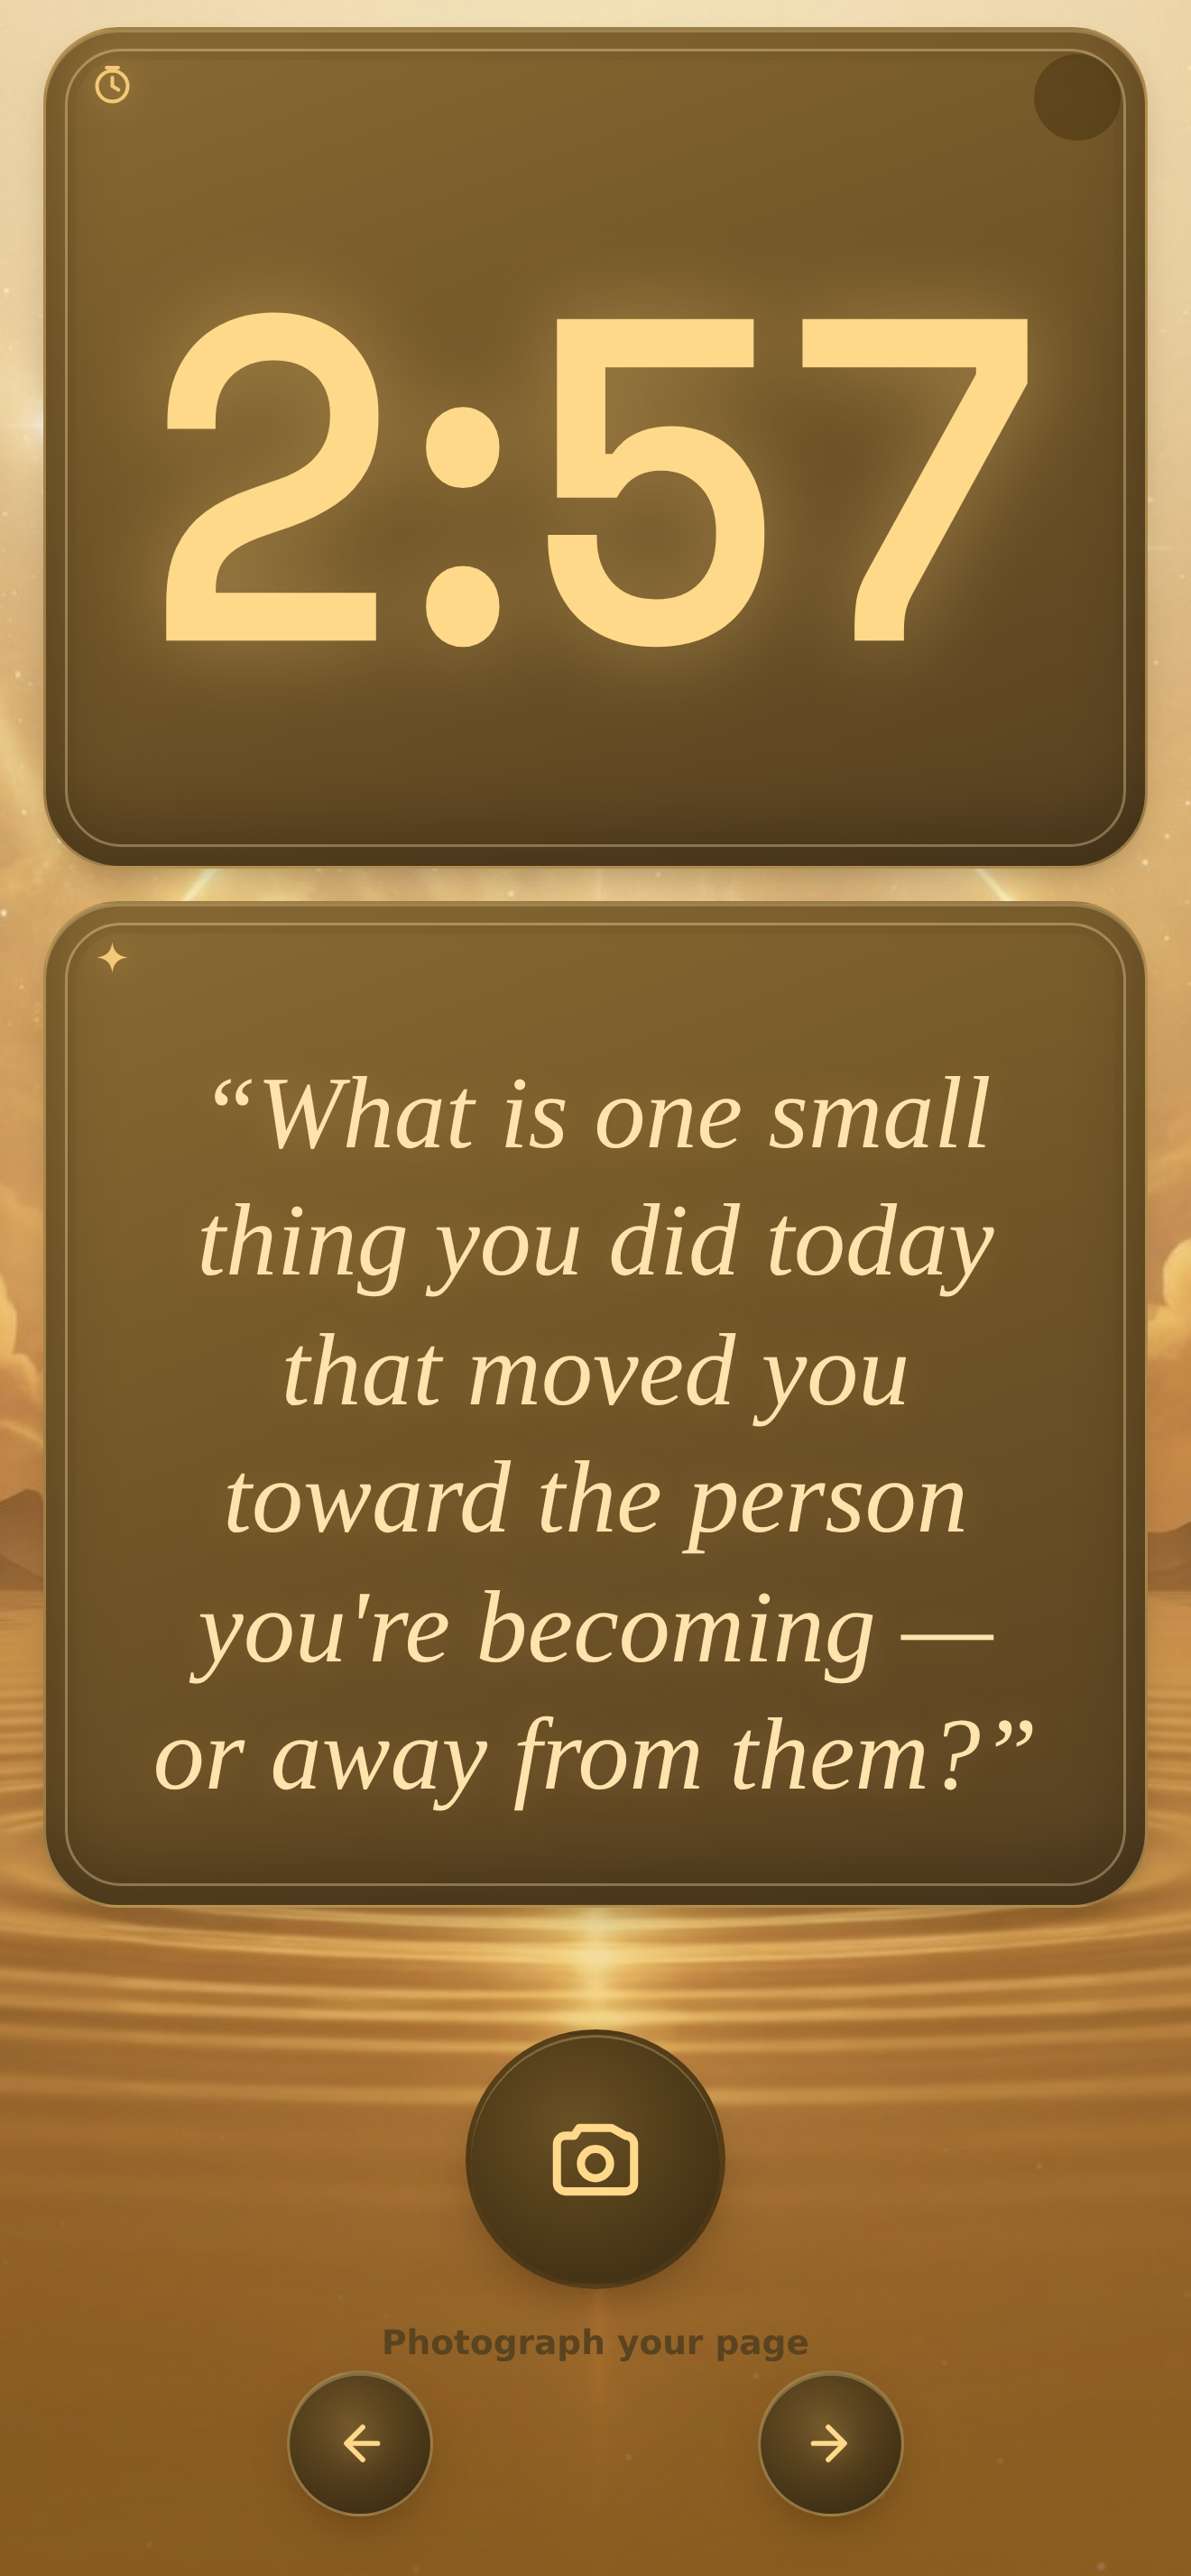 2:57
“What is one small
thing you did today
that moved you
toward the person
you're becoming —
or away from them?”
Photograph your page